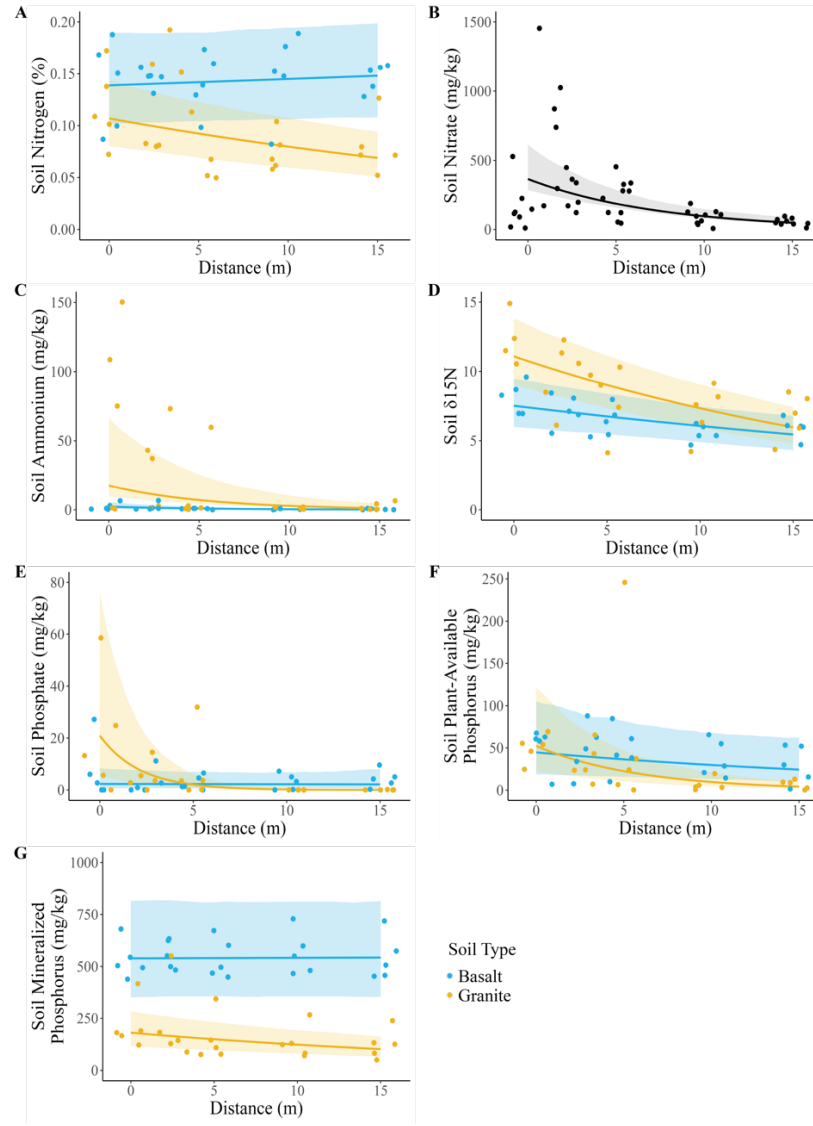 A
Soil Nitrogen (%)
0.20
0.15
0.10
0.05
0.00
0
5
10
15
Distance (m)
B
Soil Nitrate (mg/kg)
1500
1000
500
0
0
5
10
15
Distance (m)
C
Soil Ammonium (mg/kg)
150
100
50
0
0
5
10
15
Distance (m)
D
Soil δ15N
15
10
5
0
0
5
10
15
Distance (m)
E
Soil Phosphate (mg/kg)
80
60
40
20
0
0
5
10
15
Distance (m)
F
Soil Plant-Available
Phosphorus (mg/kg)
250
200
150
100
50
0
0
5
10
15
Distance (m)
G
Soil Mineralized
Phosphorus (mg/kg)
1000
750
500
250
0
0
5
10
15
Distance (m)
Soil Type
Basalt
Granite